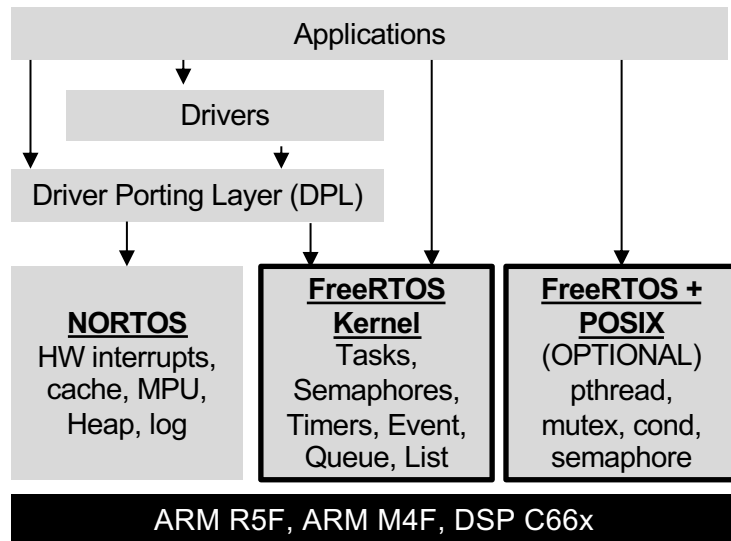 Applications
Drivers
Driver Porting Layer (DPL)
NORTOS
HW interrupts,
cache, MPU,
Heap, log
FreeRTOS
Kernel
Tasks,
Semaphores,
Timers, Event,
Queue, List
FreeRTOS +
POSIX
(OPTIONAL)
pthread,
mutex, cond,
semaphore
ARM R5F, ARM M4F, DSP C66x